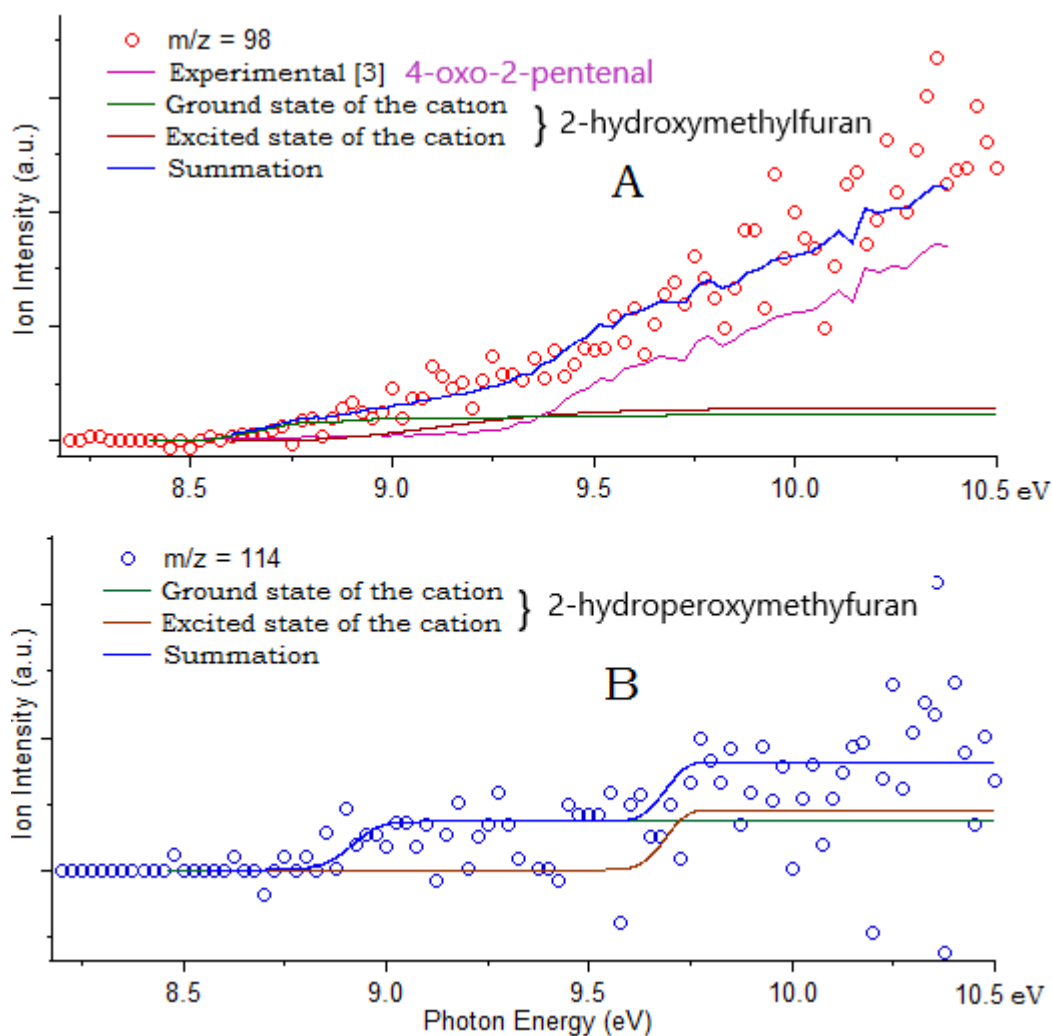 m/z = 98
Experimental [3] 4-oxo-2-pentenal
Ground state of the cation
Excited state of the cation } 2-hydroxymethylfuran
Summation
A
Ion Intensity (a.u.)
8.5 9.0 9.5 10.0 10.5 eV
m/z = 114
Ground state of the cation
Excited state of the cation } 2-hydroperoxymethyfuran
Summation
B
Ion Intensity (a.u.)
8.5 9.0 9.5 10.0 10.5 eV
Photon Energy (eV)